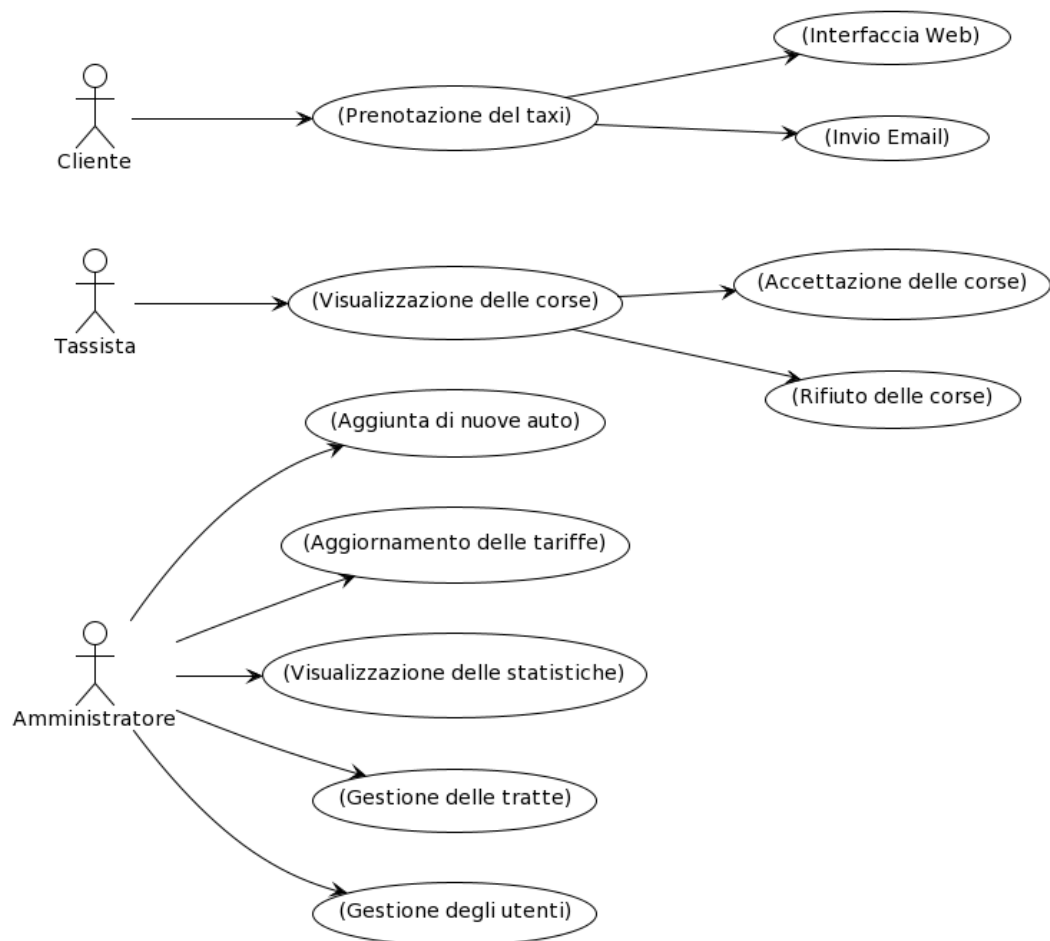 (Interfaccia Web)
(Prenotazione del taxi)
(Invio Email)
Cliente
(Accettazione delle corse)
(Visualizzazione delle corse)
Tassista
(Rifiuto delle corse)
(Aggiunta di nuove auto)
(Aggiornamento delle tariffe)
(Visualizzazione delle statistiche)
Amministratore
(Gestione delle tratte)
(Gestione degli utenti)